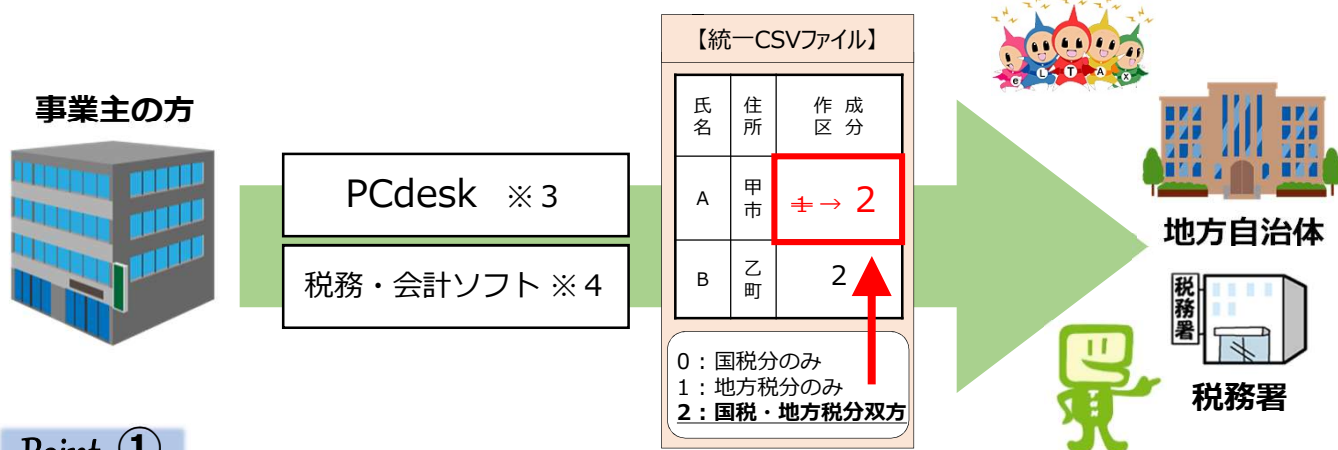 【統一CSVファイル】
e L T A x
事業主の方
氏名 住所 作成区分
PCdesk ※３
A 甲市 1→ 2
税務・会計ソフト ※４
B 乙町 2
0：国税分のみ
1：地方税分のみ
2：国税・地方税分双方
地方自治体
税務署
税務署
Point ①